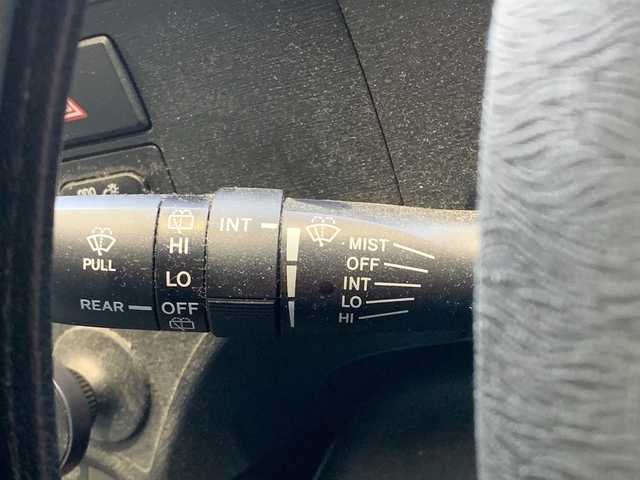 PULL
REAR
HI
LO
OFF
INT
MIST
OFF
INT
LO
HI